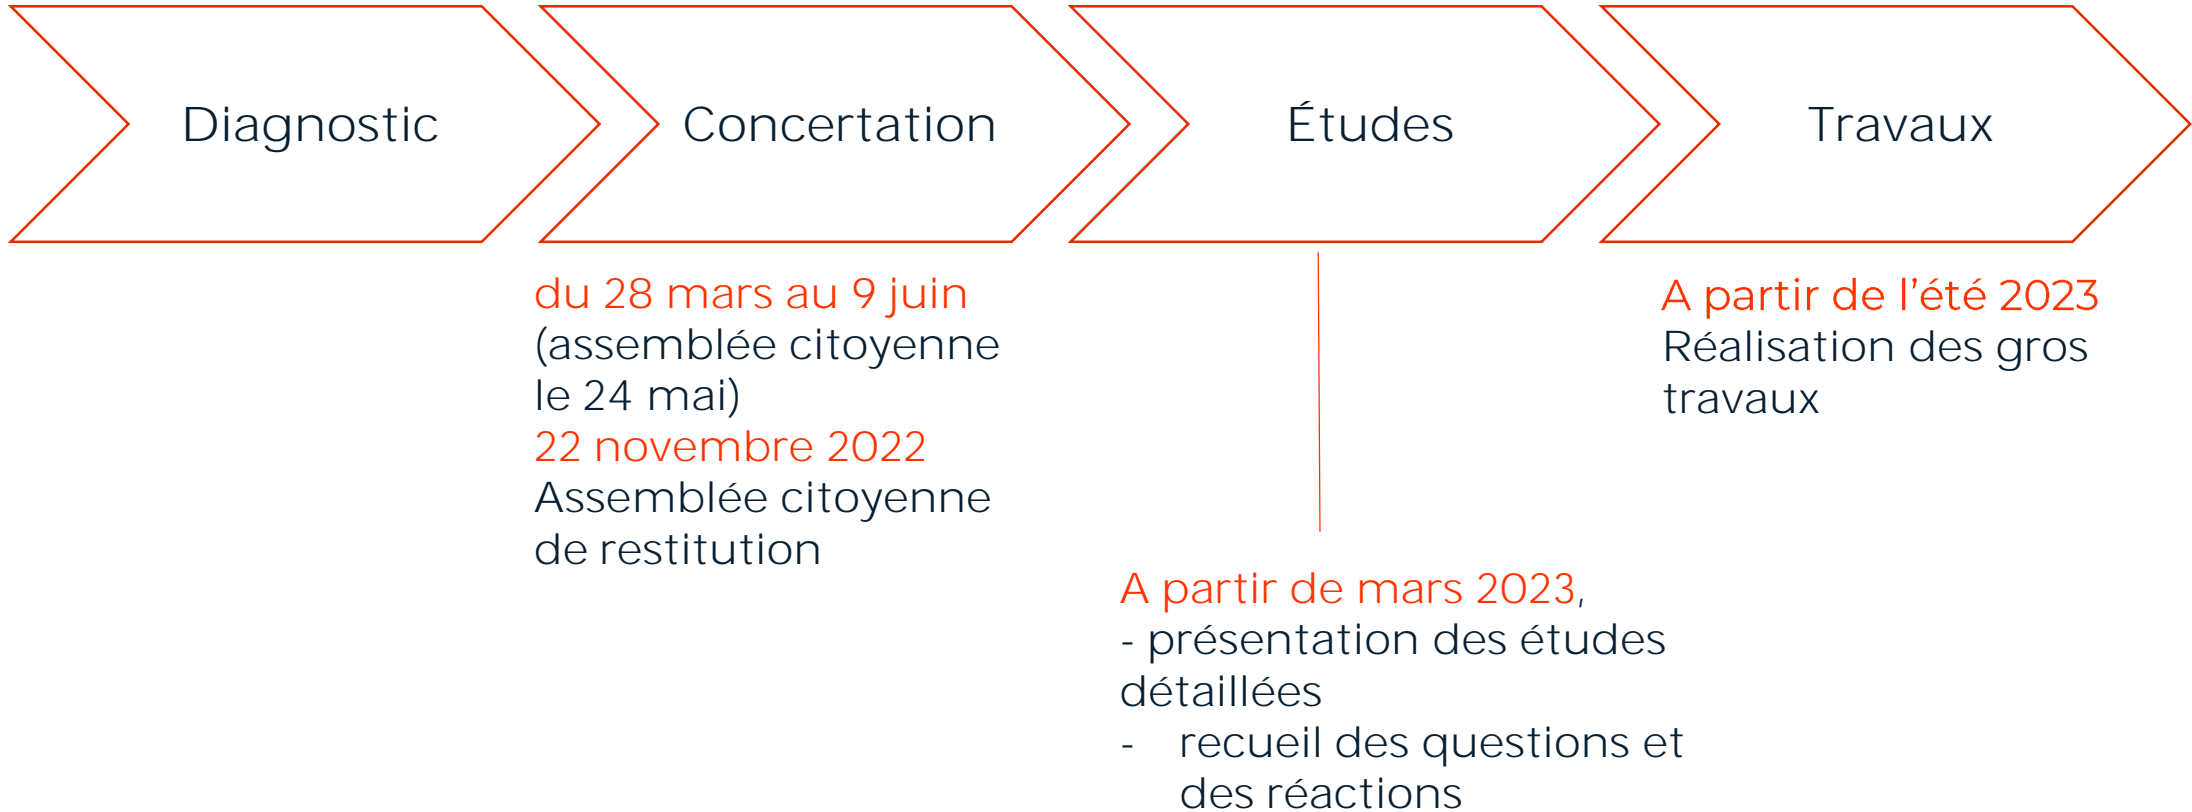 Diagnostic
Concertation
Études
Travaux
du 28 mars au 9 juin
(assemblée citoyenne
le 24 mai)
22 novembre 2022
Assemblée citoyenne
de restitution
A partir de mars 2023,
- présentation des études
détaillées
- recueil des questions et
des réactions
A partir de l’été 2023
Réalisation des gros
travaux